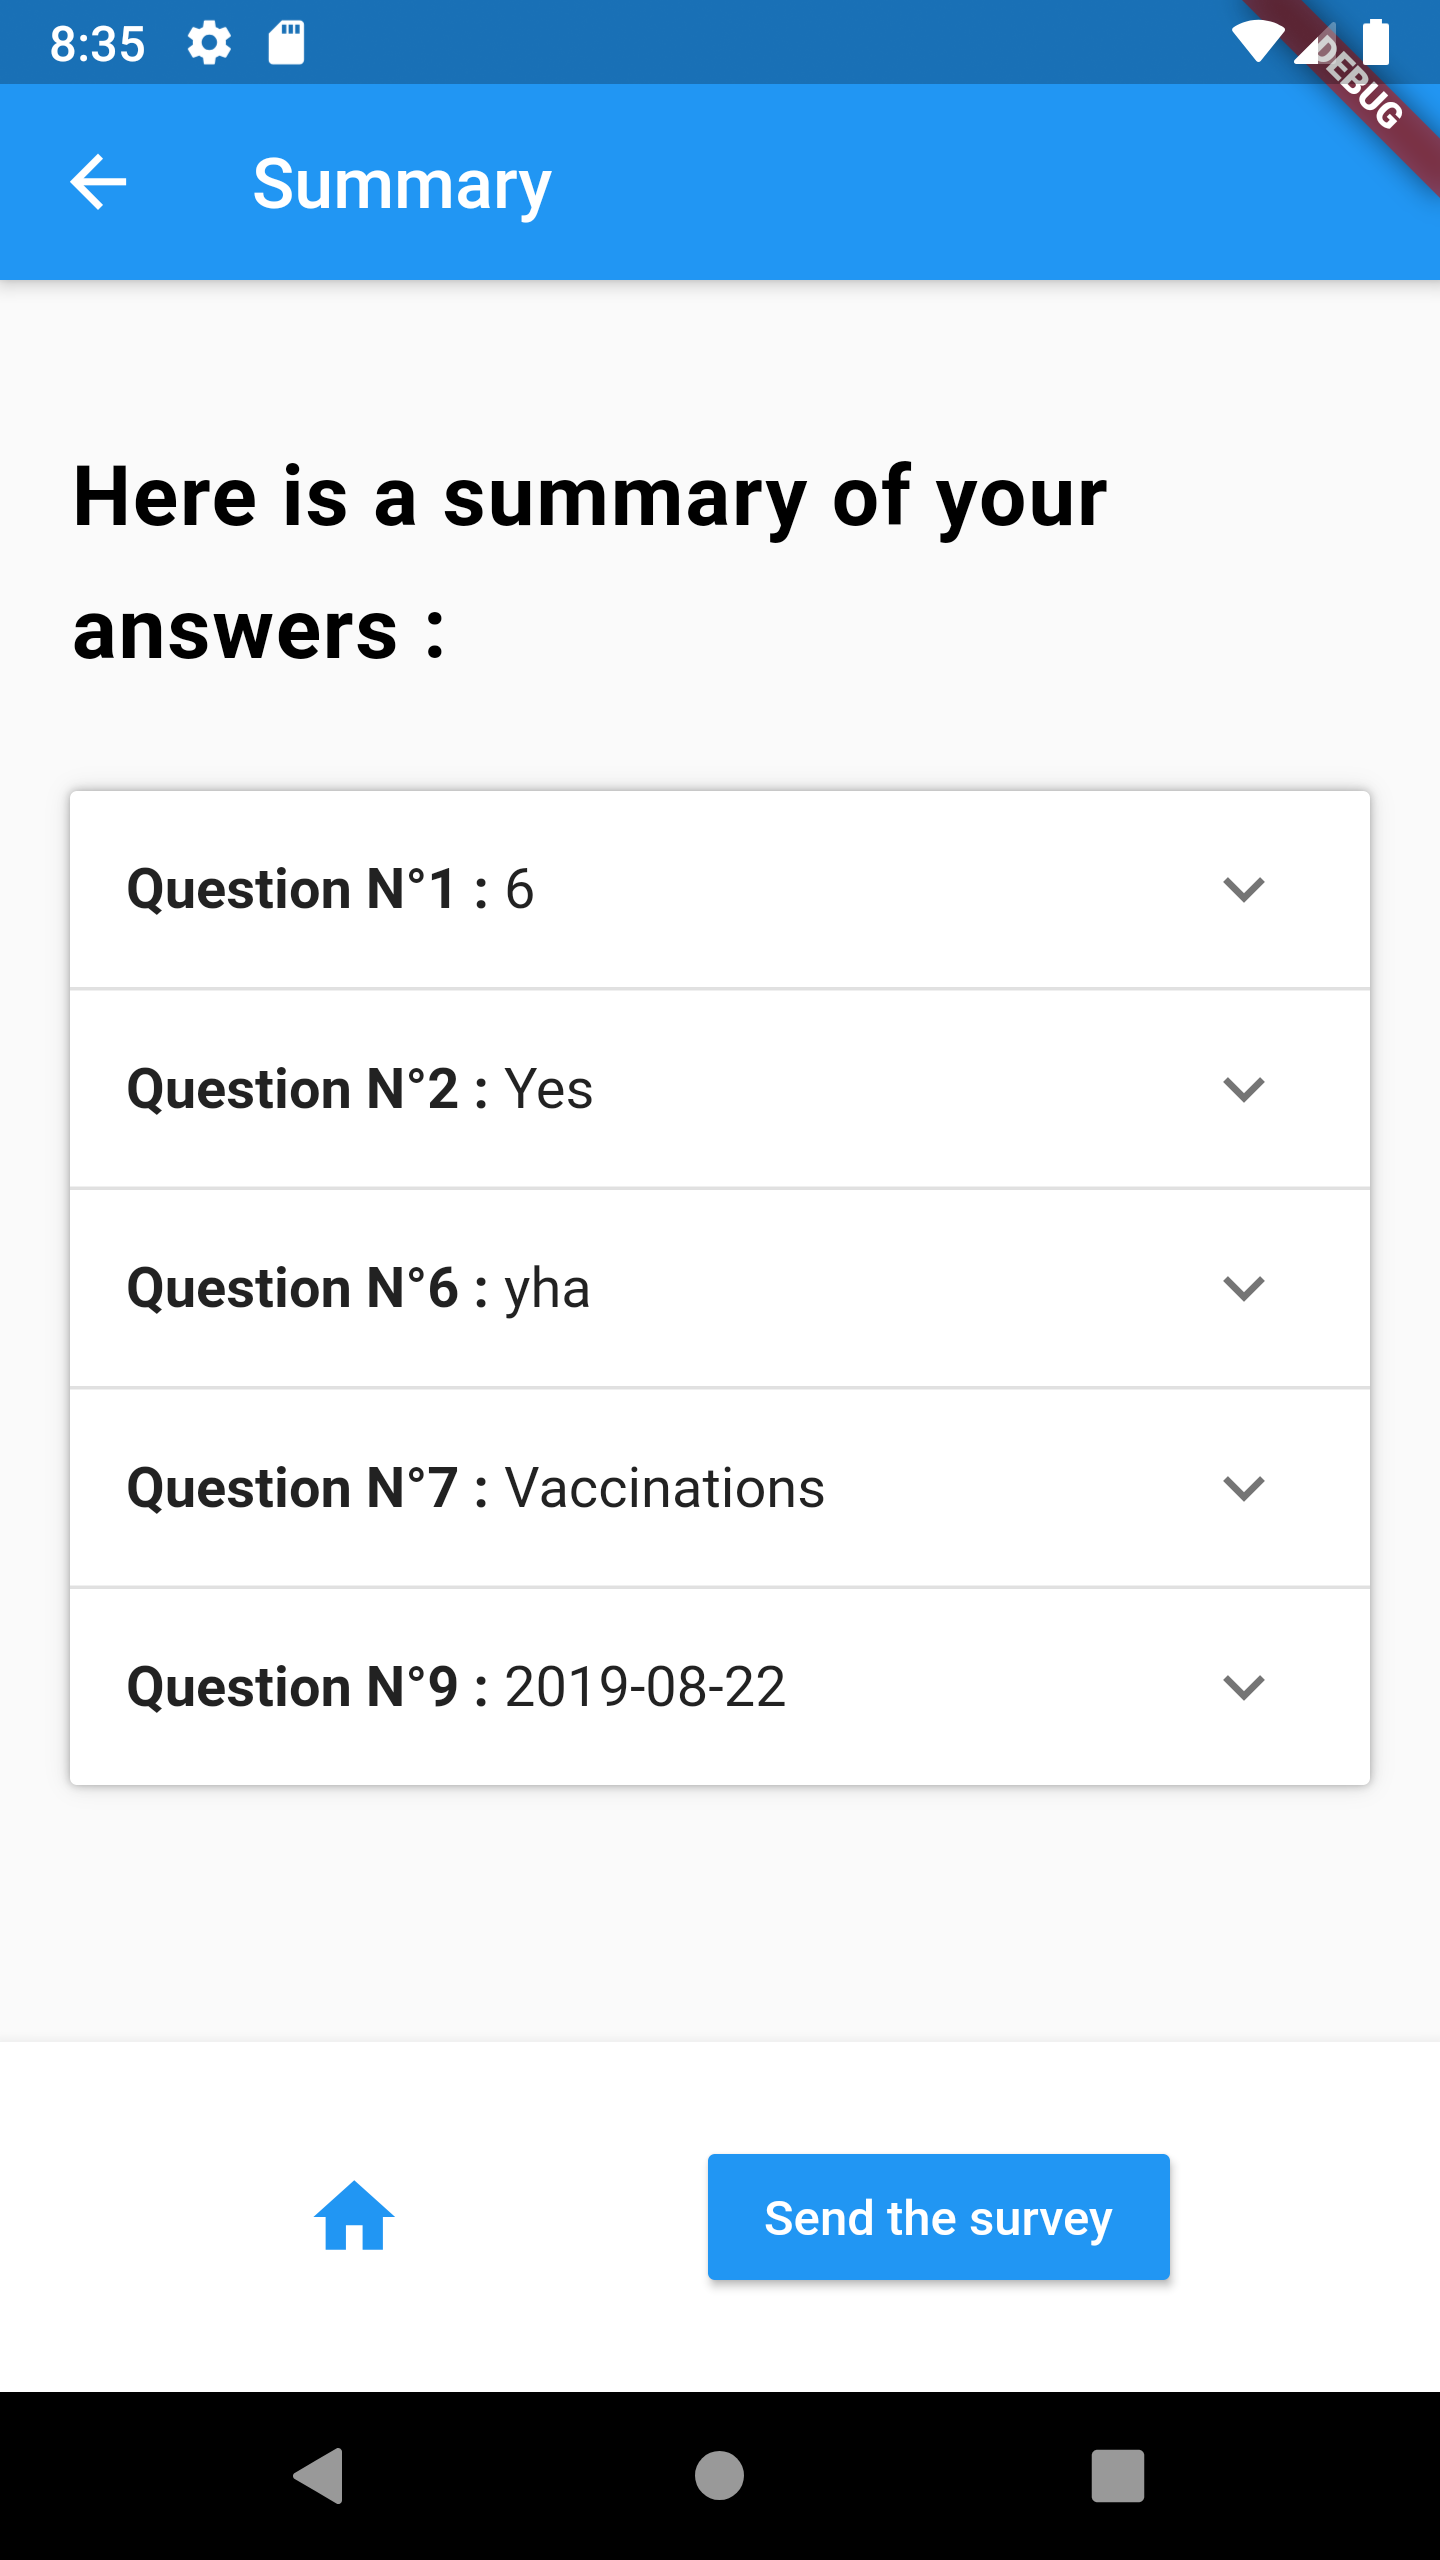 8:35
DEBUG
Summary
Here is a summary of your
answers :
Question N°1 : 6
Question N°2 : Yes
Question N°6 : yha
Question N°7 : Vaccinations
Question N°9 : 2019-08-22
Send the survey